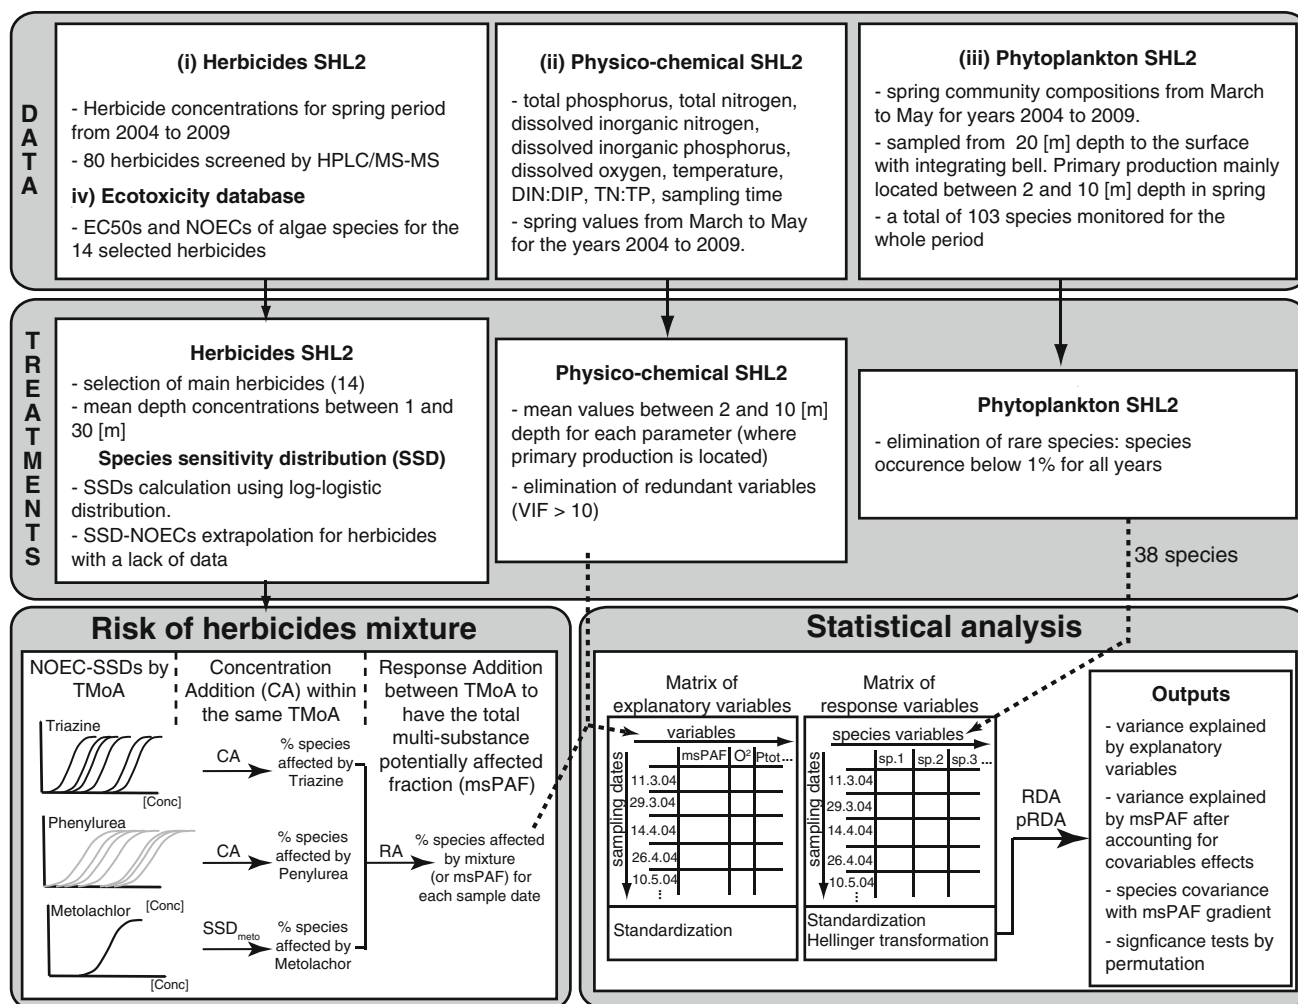 DATA
(i) Herbicides SHL2
- Herbicide concentrations for spring period
from 2004 to 2009
- 80 herbicides screened by HPLC/MS-MS
iv) Ecotoxicity database
- EC50s and NOECs of algae species for the
14 selected herbicides
(ii) Physico-chemical SHL2
- total phosphorus, total nitrogen,
dissolved inorganic nitrogen,
dissolved inorganic phosphorus,
dissolved oxygen, temperature,
DIN:DIP, TN:TP, sampling time
- spring values from March to May
for the years 2004 to 2009.
(iii) Phytoplankton SHL2
- spring community compositions from March
to May for years 2004 to 2009.
- sampled from 20 [m] depth to the surface
with integrating bell. Primary production mainly
located between 2 and 10 [m] depth in spring
- a total of 103 species monitored for the
whole period
TREATMENTS
Herbicides SHL2
- selection of main herbicides (14)
- mean depth concentrations between 1 and
30 [m]
Species sensitivity distribution (SSD)
- SSDs calculation using log-logistic
distribution.
- SSD-NOECs extrapolation for herbicides
with a lack of data
Physico-chemical SHL2
- mean values between 2 and 10 [m]
depth for each parameter (where
primary production is located)
- elimination of redundant variables
(VIF > 10)
Phytoplankton SHL2
- elimination of rare species: species
occurence below 1% for all years
38 species
Risk of herbicides mixture
NOEC-SSDs by
TMoA
Concentration
Addition (CA) within
the same TMoA
Response Addition
between TMoA to
have the total
multi-substance
potentially affected
fraction (msPAF)
Triazine
[Conc]
CA
% species
affected by
Triazine
Phenylurea
[Conc]
CA
% species
affected by
Penylurea
Metolachlor
[Conc]
SSDmeto
% species
affected by
Metolachor
RA
% species affected
by mixture
(or msPAF) for
each sample date
Statistical analysis
Matrix of
explanatory variables
variables
sampling dates
msPAF O² Ptot...
11.3.04
29.3.04
14.4.04
26.4.04
10.5.04
⋮
Standardization
Matrix of
response variables
species variables
sampling dates
sp.1 sp.2 sp.3 ...
11.3.04
29.3.04
14.4.04
26.4.04
10.5.04
⋮
Standardization
Hellinger transformation
RDA
pRDA
Outputs
- variance explained
by explanatory
variables
- variance explained
by msPAF after
accounting for
covariables effects
- species covariance
with msPAF gradient
- signficance tests by
permutation